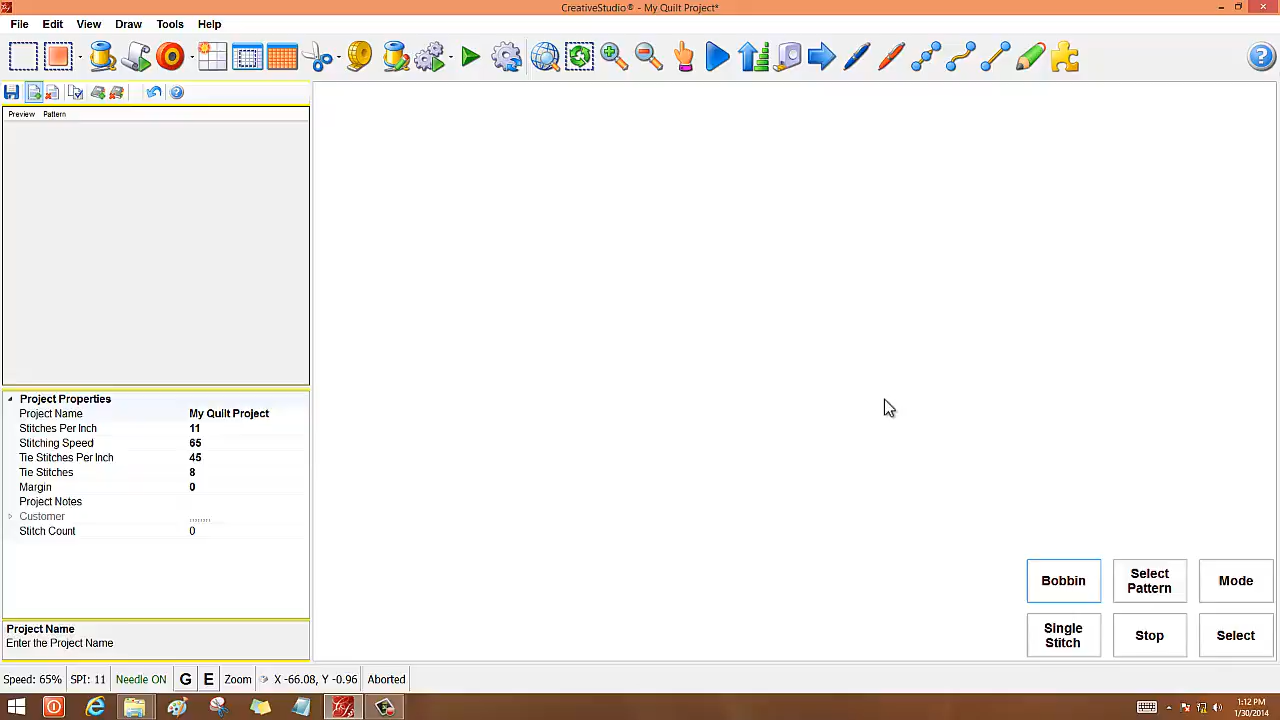 CreativeStudio® - My Quilt Project*
File Edit View Draw Tools Help
Preview Pattern
Project Properties
Project Name My Quilt Project
Stitches Per Inch 11
Stitching Speed 65
Tie Stitches Per Inch 45
Tie Stitches 8
Margin 0
Project Notes
Customer ,,,,,,,,
Stitch Count 0
Bobbin
Select Pattern
Mode
Single Stitch
Stop
Select
Project Name
Enter the Project Name
Speed: 65% SPI: 11 Needle ON G E Zoom X -66.08, Y -0.96 Aborted
1:12 PM
1/30/2014